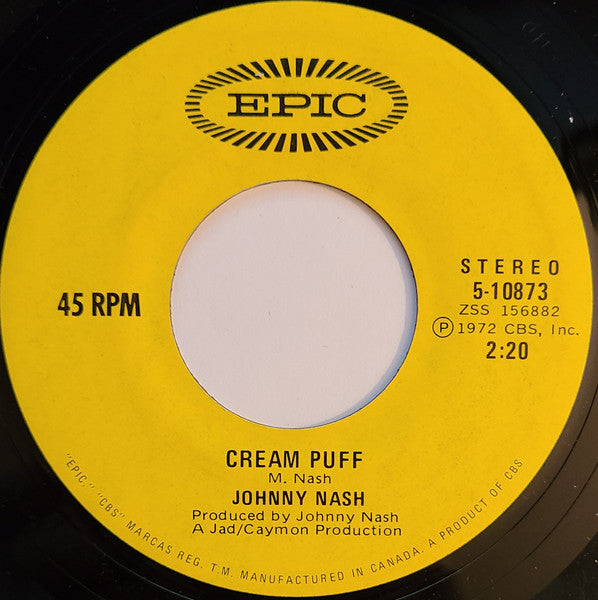 EPIC
45 RPM
STEREO
5-10873
ZSS 156882
Ⓟ1972 CBS, Inc.
2:20
CREAM PUFF
M. Nash
JOHNNY NASH
Produced by Johnny Nash
A Jad/Caymon Production
"EPIC," "CBS" MARCAS REG. T.M. MANUFACTURED IN CANADA. A PRODUCT OF CBS